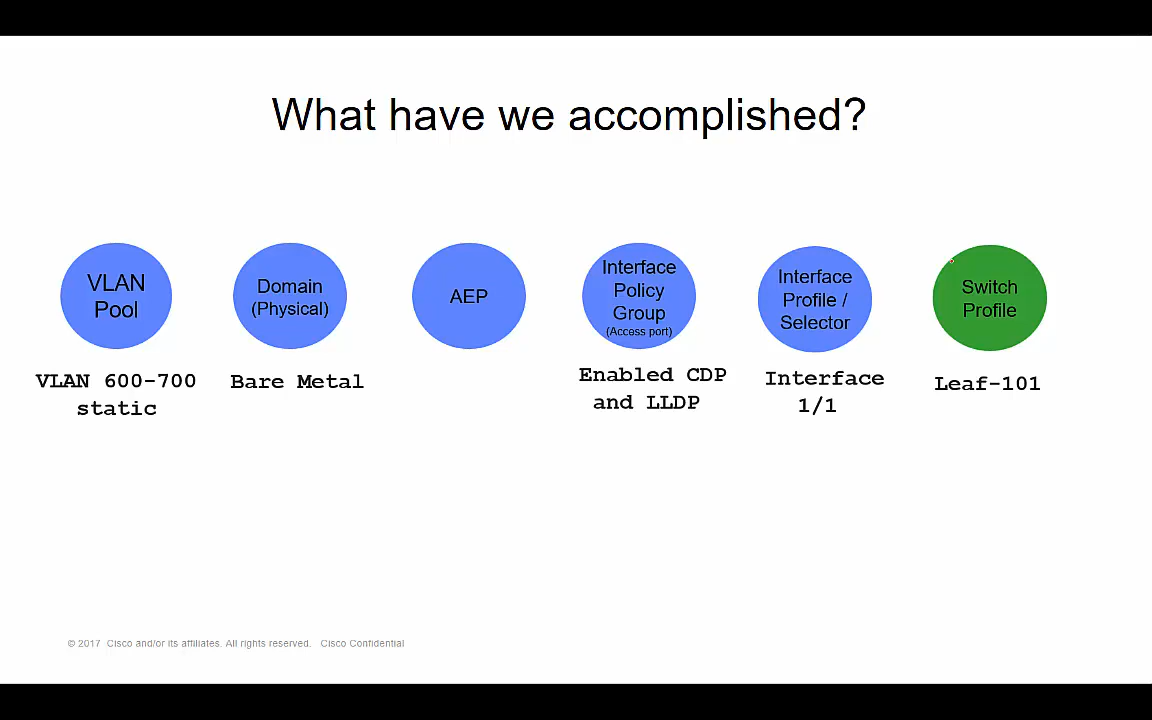 What have we accomplished?
VLAN
Pool
Domain
(Physical)
AEP
Interface
Policy
Group
(Access port)
Interface
Profile /
Selector
Switch
Profile
VLAN 600-700
static
Bare Metal
Enabled CDP
and LLDP
Interface
1/1
Leaf-101
© 2017 Cisco and/or its affiliates. All rights reserved. Cisco Confidential